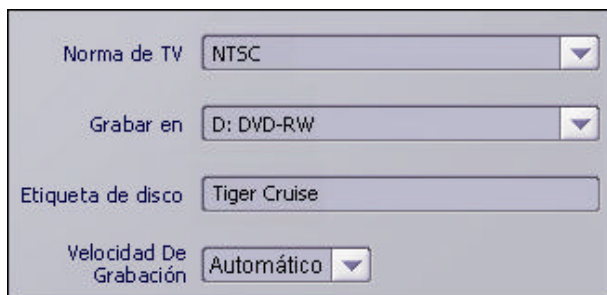 Norma de TV NTSC
Grabar en D: DVD-RW
Etiqueta de disco Tiger Cruise
Velocidad De
Grabación Automático